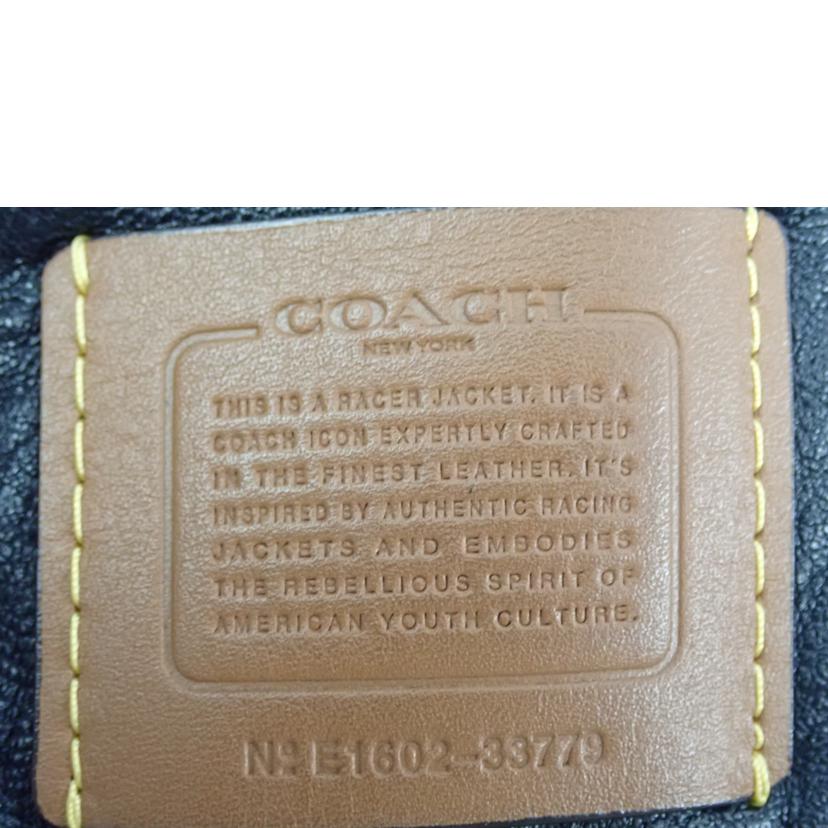 COACH
NEW YORK
THIS IS A RACER JACKET. IT IS A
COACH ICON EXPERTLY CRAFTED
IN THE FINEST LEATHER. IT'S
INSPIRED BY AUTHENTIC RACING
JACKETS AND EMBODIES
THE REBELLIOUS SPIRIT OF
AMERICAN YOUTH CULTURE.
Nº E1602-33779